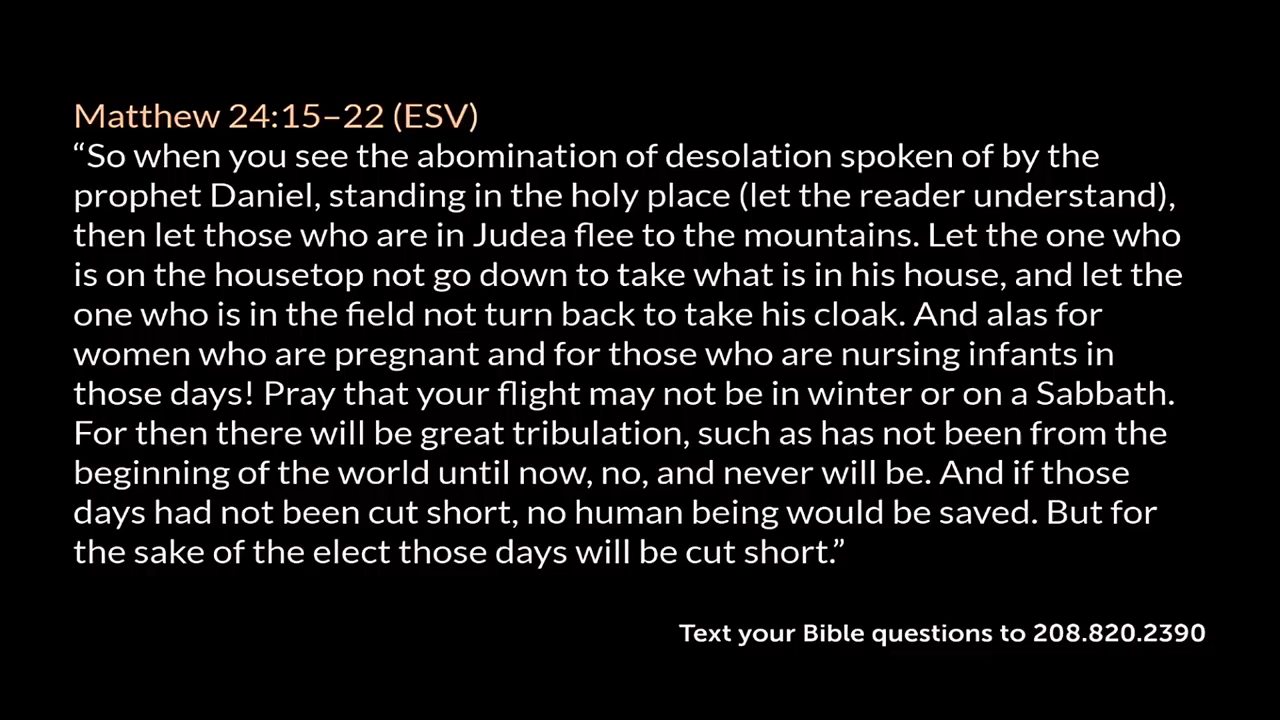 Matthew 24:15–22 (ESV)
“So when you see the abomination of desolation spoken of by the
prophet Daniel, standing in the holy place (let the reader understand),
then let those who are in Judea flee to the mountains. Let the one who
is on the housetop not go down to take what is in his house, and let the
one who is in the field not turn back to take his cloak. And alas for
women who are pregnant and for those who are nursing infants in
those days! Pray that your flight may not be in winter or on a Sabbath.
For then there will be great tribulation, such as has not been from the
beginning of the world until now, no, and never will be. And if those
days had not been cut short, no human being would be saved. But for
the sake of the elect those days will be cut short.”
Text your Bible questions to 208.820.2390